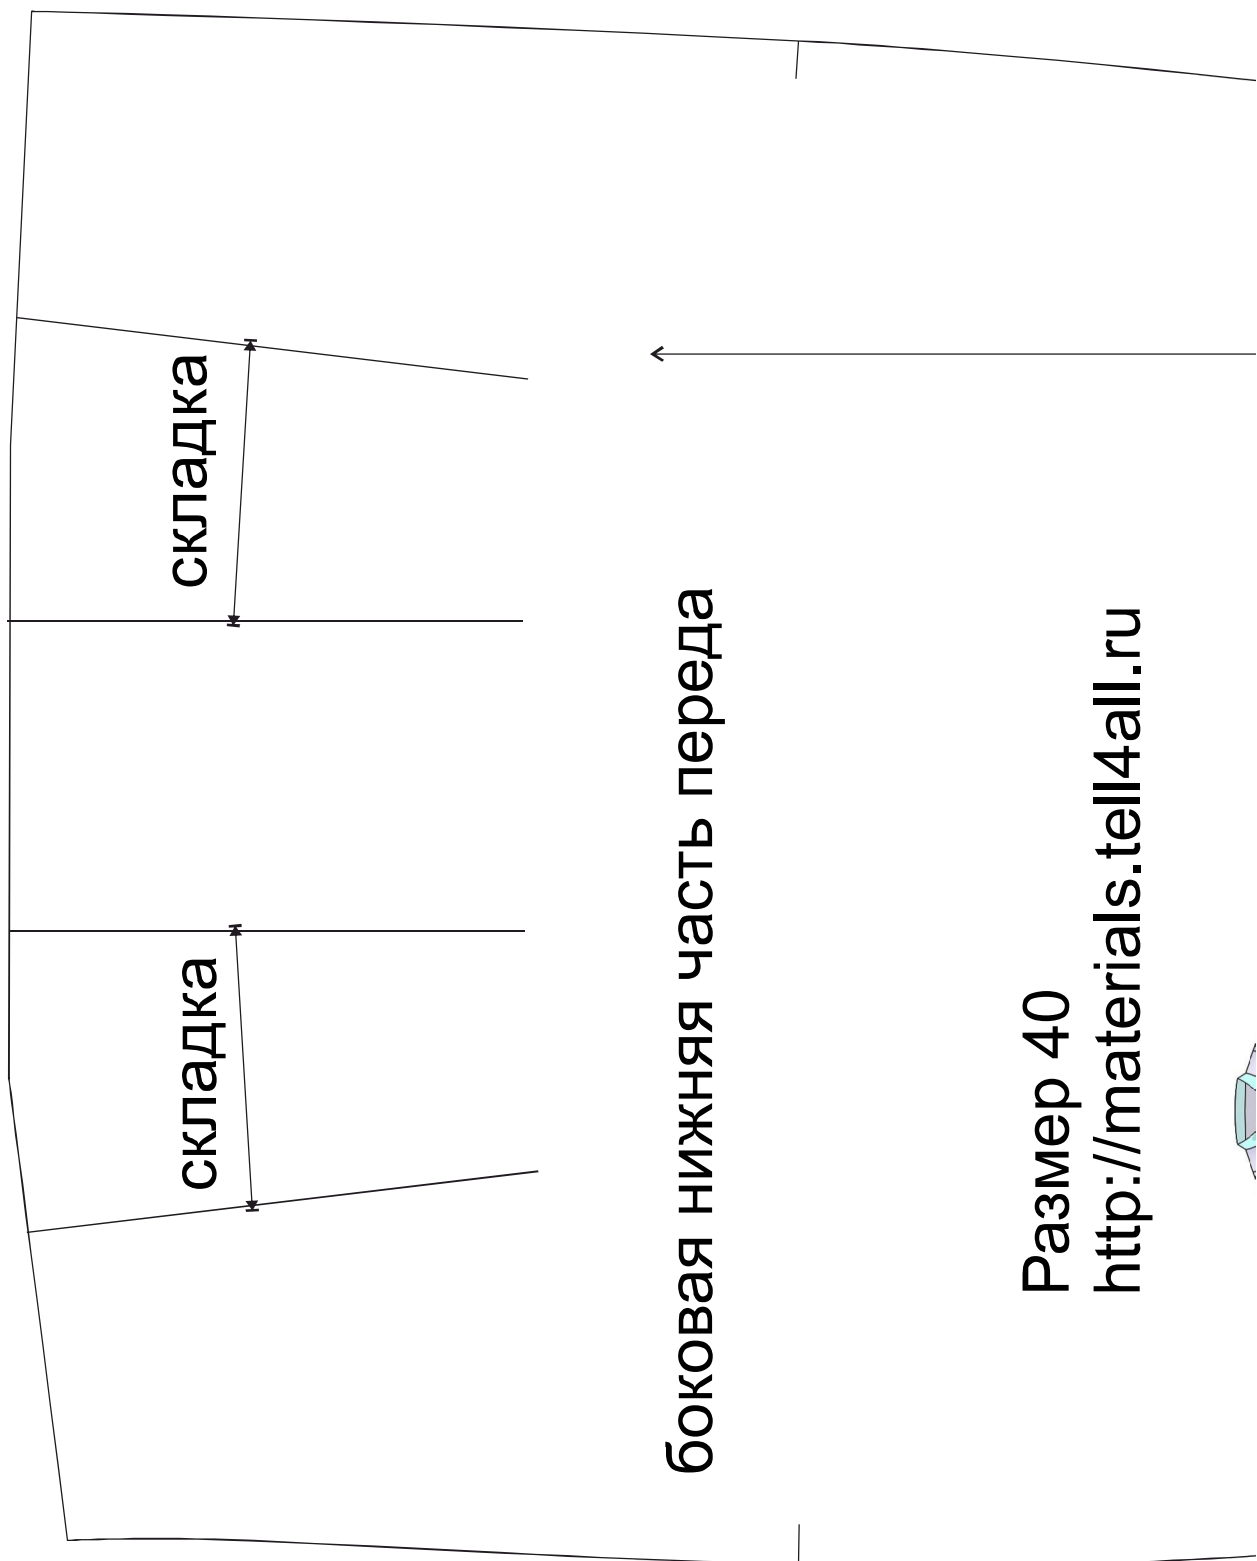 складка
складка
боковая нижняя часть переда
Размер 40
http://materials.tell4all.ru